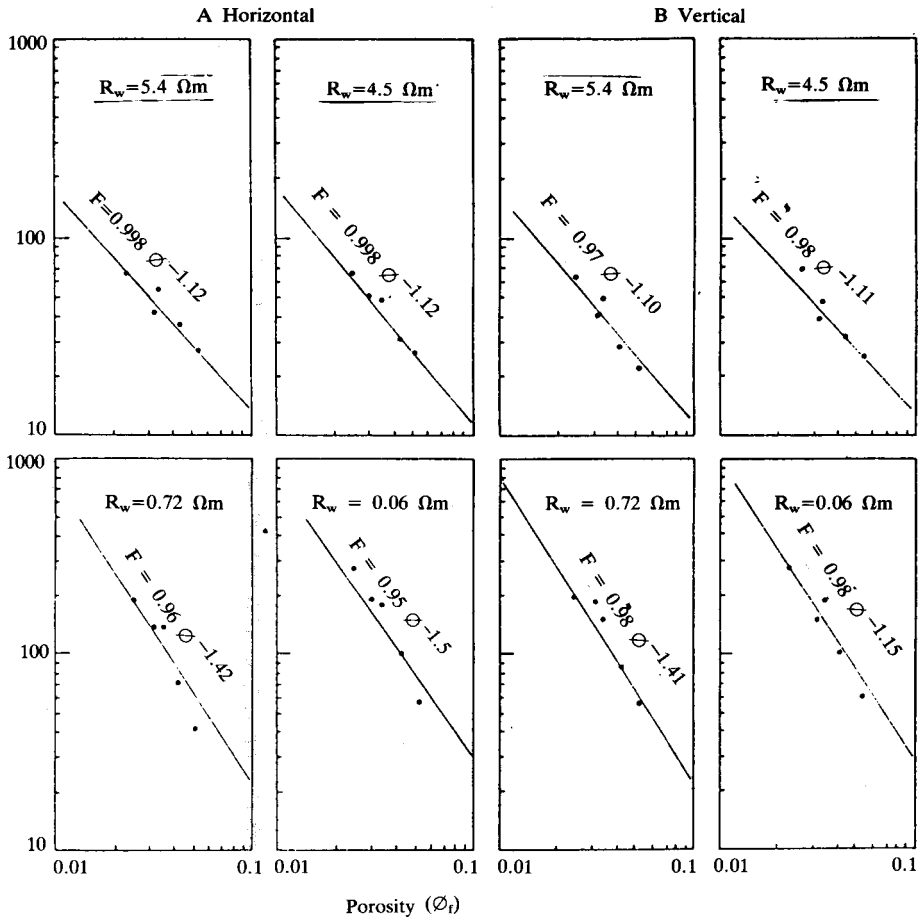 A Horizontal
B Vertical
1000
100
10
R_w=5.4 Ωm
F=0.998 Ø -1.12
R_w=4.5 Ωm
F = 0.998 Ø -1.12
R_w=5.4 Ωm
F = 0.97 Ø -1.10
R_w=4.5 Ωm
F = 0.98 Ø -1.11
1000
100
10
R_w=0.72 Ωm
F = 0.96 Ø -1.42
R_w = 0.06 Ωm
F = 0.95 Ø -1.5
R_w = 0.72 Ωm
F = 0.98 Ø -1.41
R_w=0.06 Ωm
F = 0.98 Ø -1.15
0.01 0.1 0.01 0.1 0.01 0.1 0.01 0.1
Porosity (Ø_f)